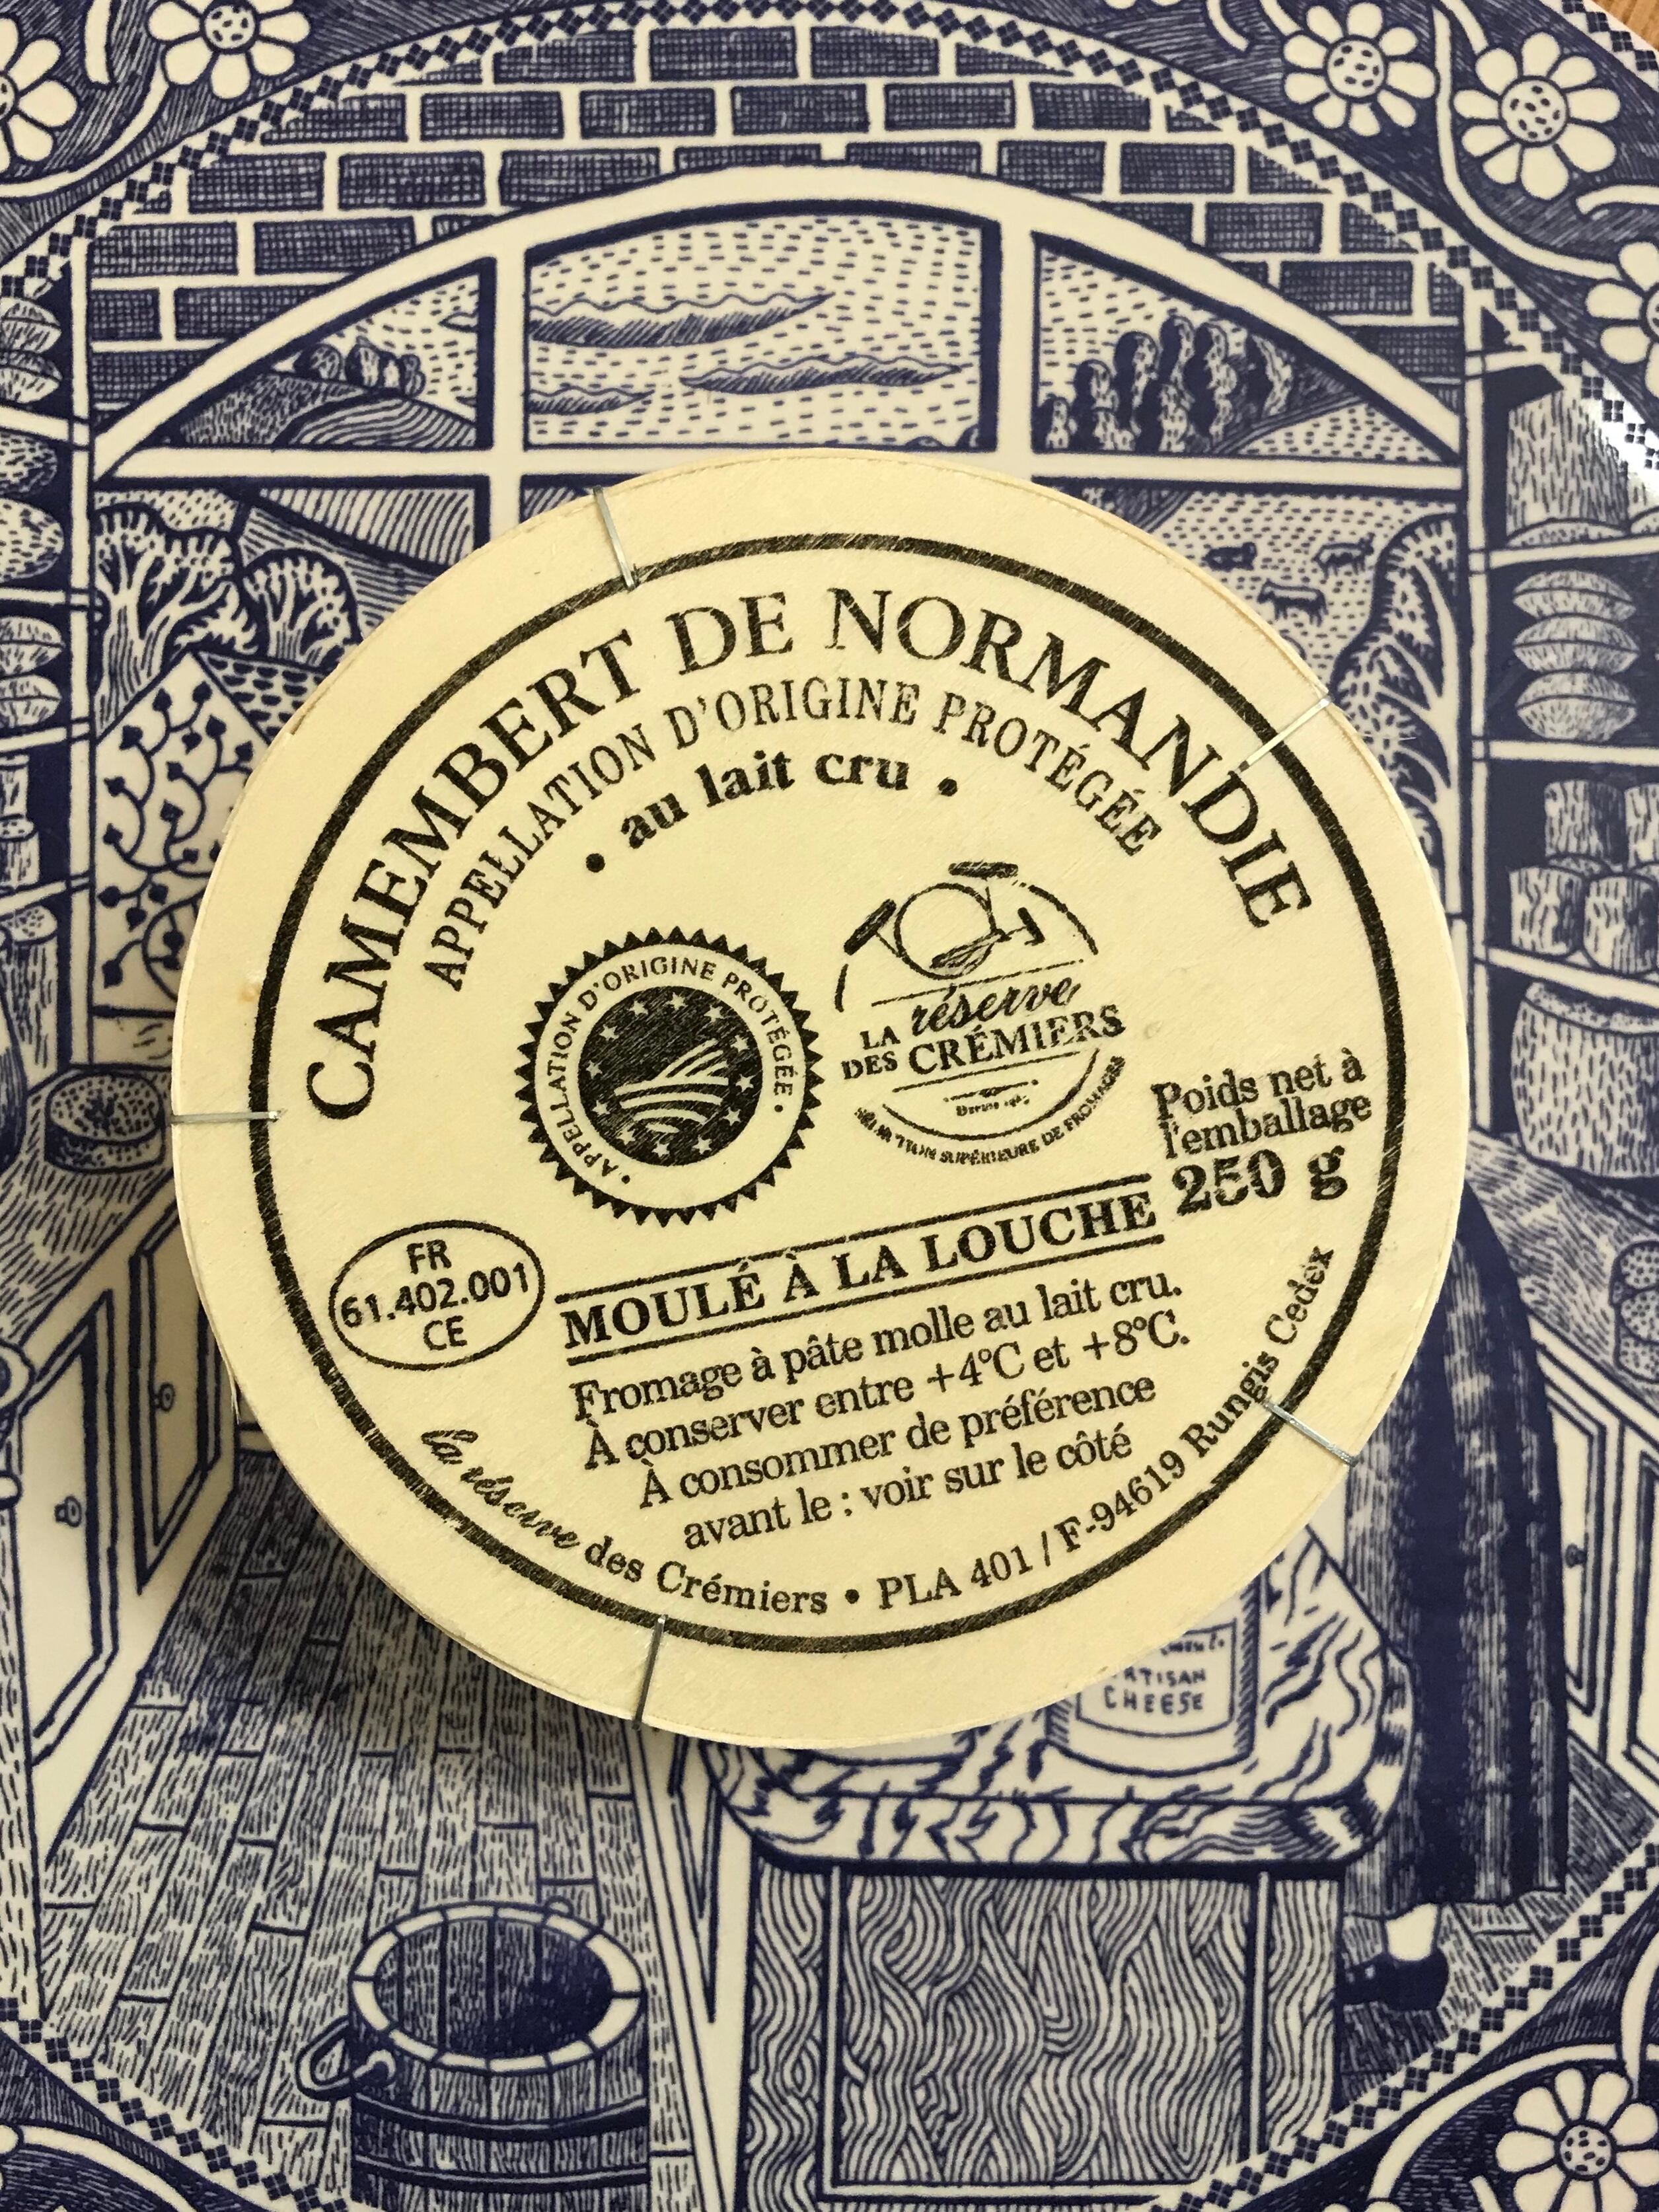 CAMEMBERT DE NORMANDIE
APPELLATION D'ORIGINE PROTÉGÉE
• au lait cru •
• APPELLATION D'ORIGINE PROTÉGÉE •
LA réserve
DES CRÉMIERS
SUPÉRIEURE DE FROMAGES
Poids net à
l'emballage
250 g
FR
61.402.001
CE
MOULÉ À LA LOUCHE
Fromage à pâte molle au lait cru.
À conserver entre +4°C et +8°C.
À consommer de préférence
avant le : voir sur le côté
la réserve des Crémiers • PLA 401 / F-94619 Rungis Cedex
CHEESE